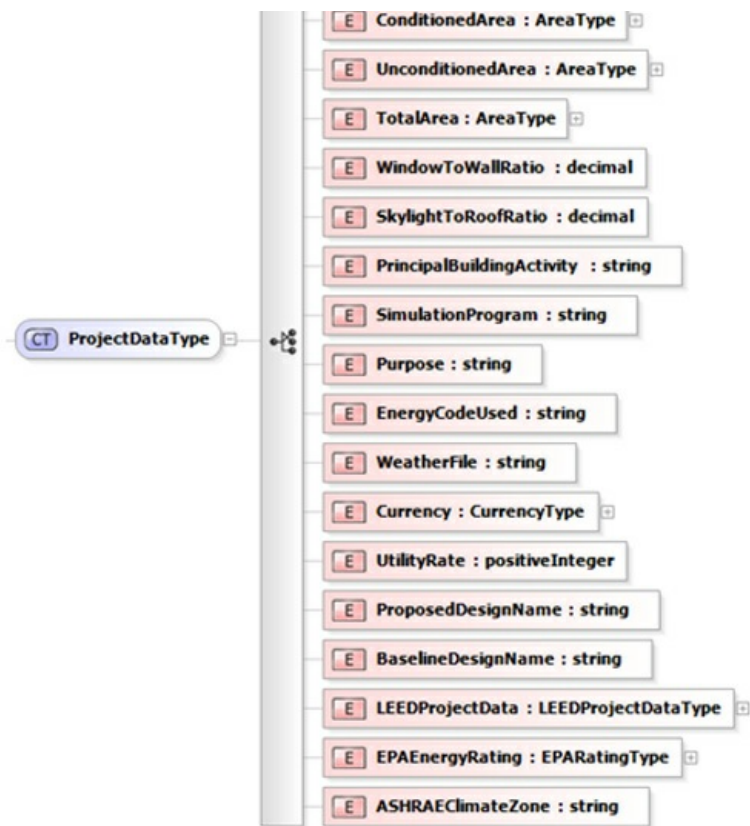 E ConditionedArea : AreaType
E UnconditionedArea : AreaType
E TotalArea : AreaType
E WindowToWallRatio : decimal
E SkylightToRoofRatio : decimal
E PrincipalBuildingActivity : string
E SimulationProgram : string
CT ProjectDataType
E Purpose : string
E EnergyCodeUsed : string
E WeatherFile : string
E Currency : CurrencyType
E UtilityRate : positiveInteger
E ProposedDesignName : string
E BaselineDesignName : string
E LEEDProjectData : LEEDProjectDataType
E EPAEnergyRating : EPARatingType
E ASHRAEClimateZone : string